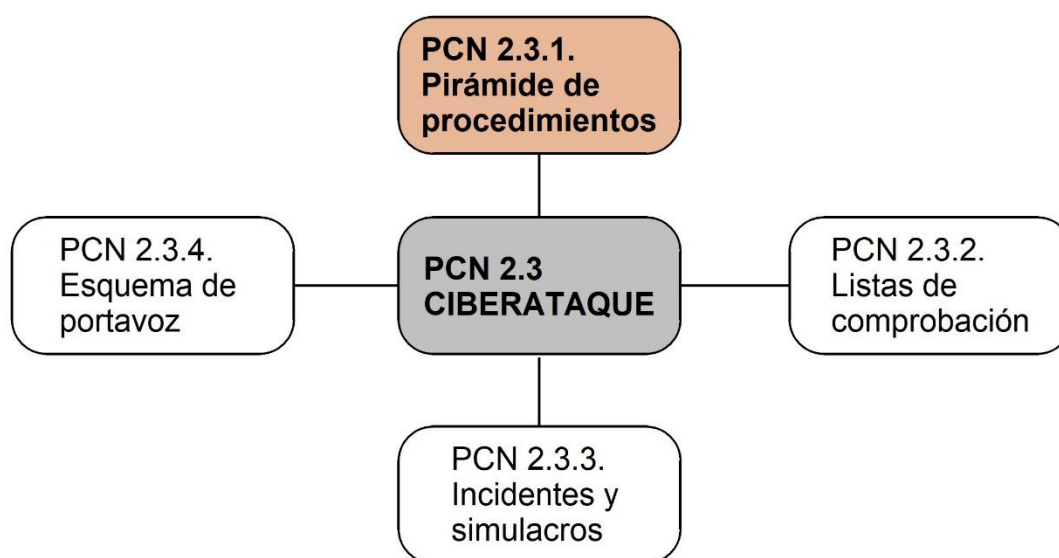 PCN 2.3.1.
Pirámide de
procedimientos
PCN 2.3.4.
Esquema de
portavoz
PCN 2.3
CIBERATAQUE
PCN 2.3.2.
Listas de
comprobación
PCN 2.3.3.
Incidentes y
simulacros